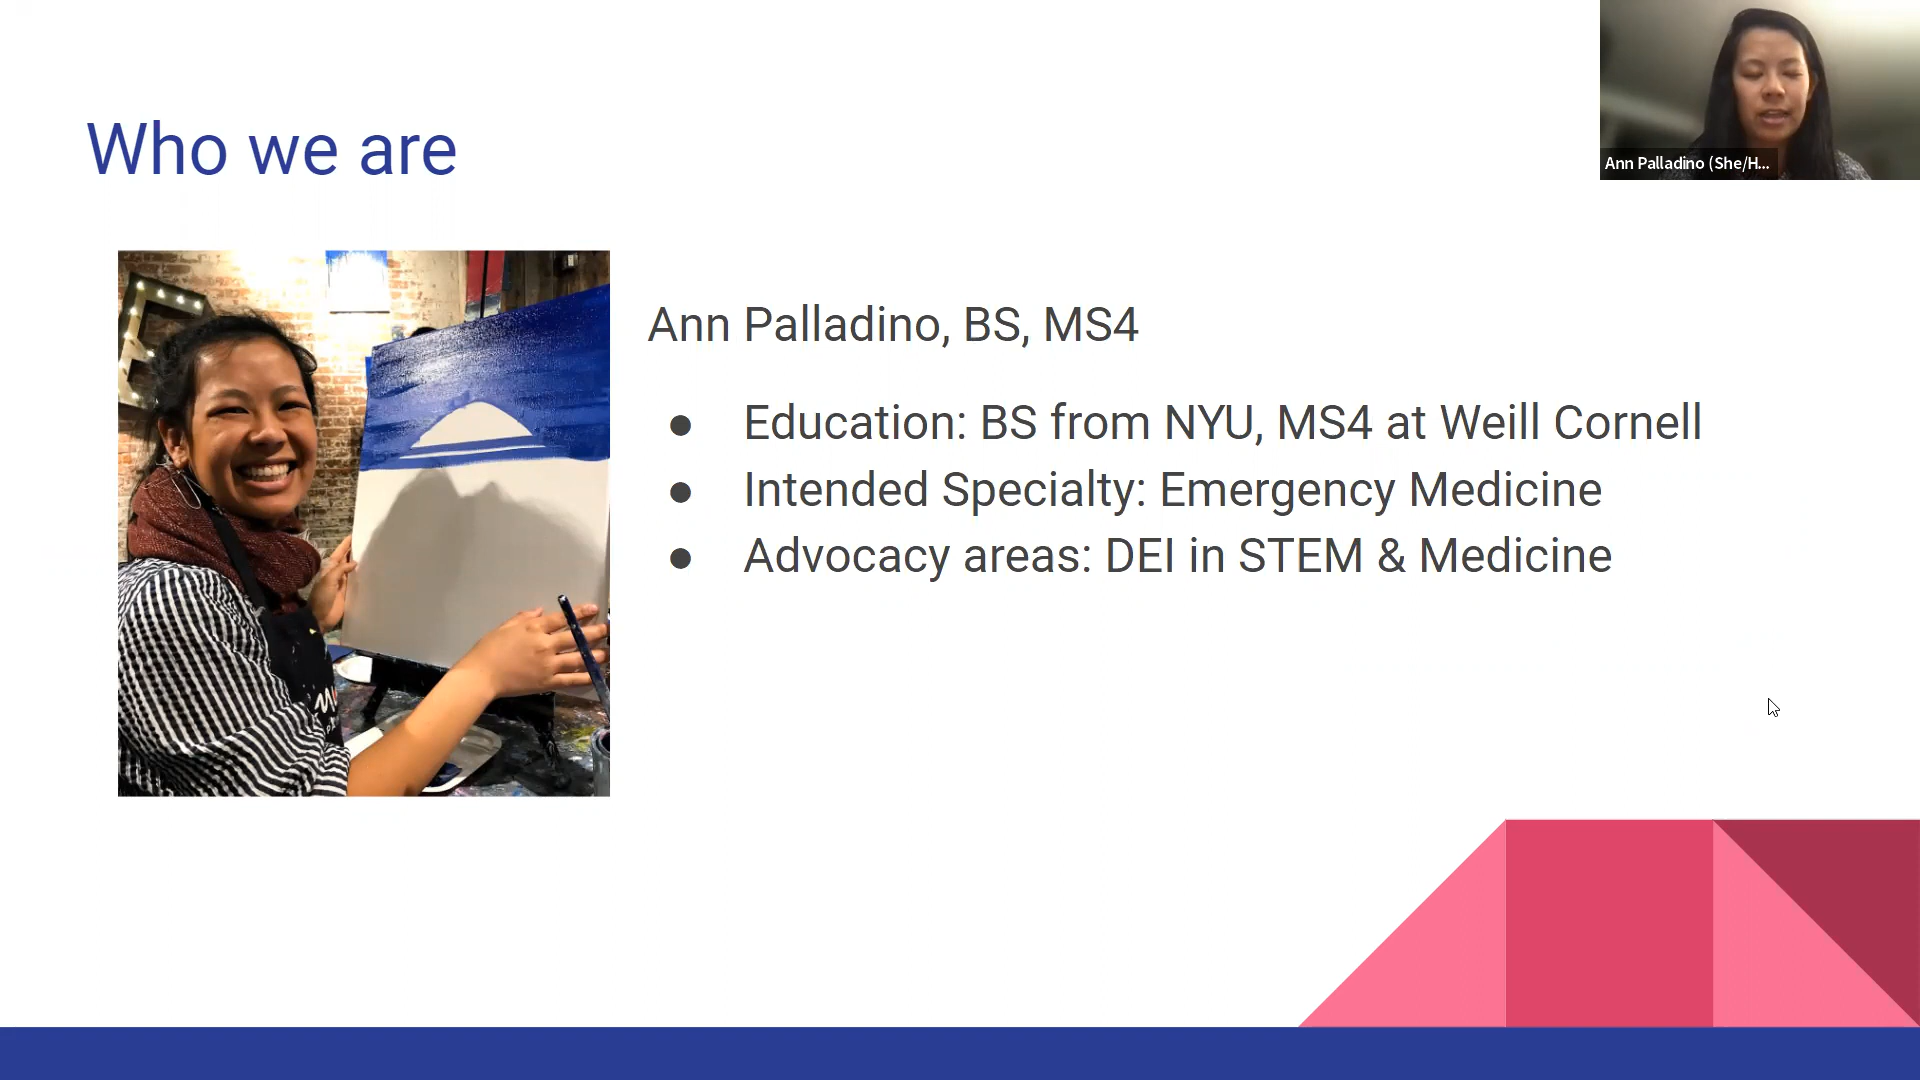 Ann Palladino (She/H...
Who we are
Ann Palladino, BS, MS4
● Education: BS from NYU, MS4 at Weill Cornell
● Intended Specialty: Emergency Medicine
● Advocacy areas: DEI in STEM & Medicine